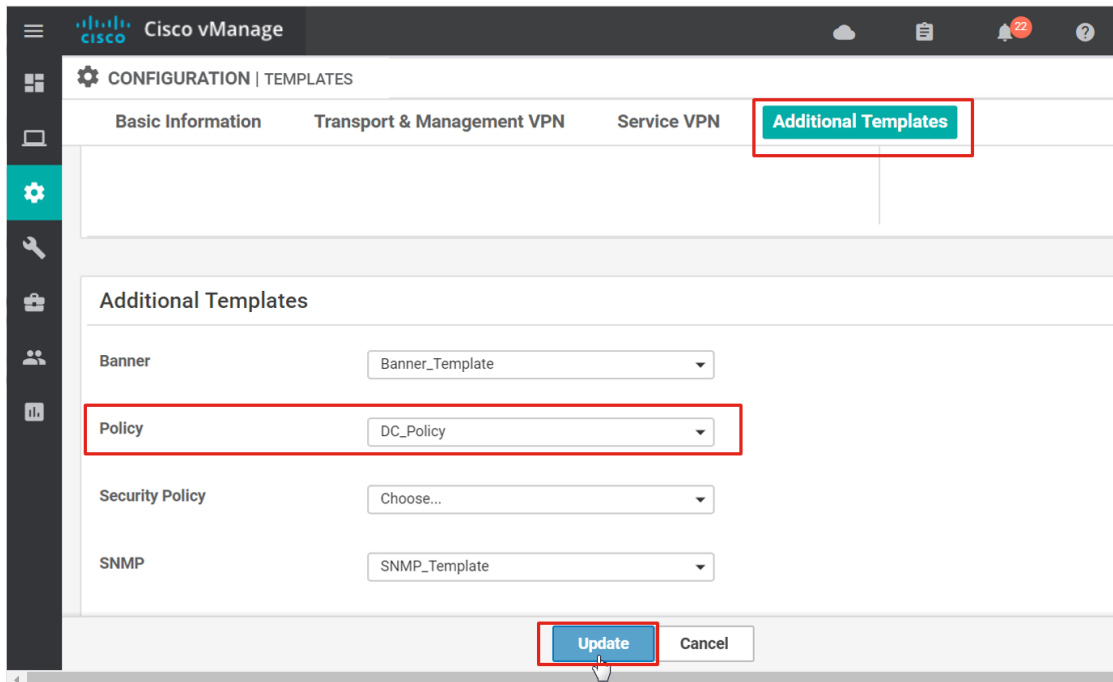 cisco Cisco vManage 22
CONFIGURATION | TEMPLATES
Basic Information Transport & Management VPN Service VPN Additional Templates
Additional Templates
Banner Banner_Template
Policy DC_Policy
Security Policy Choose...
SNMP SNMP_Template
Update Cancel